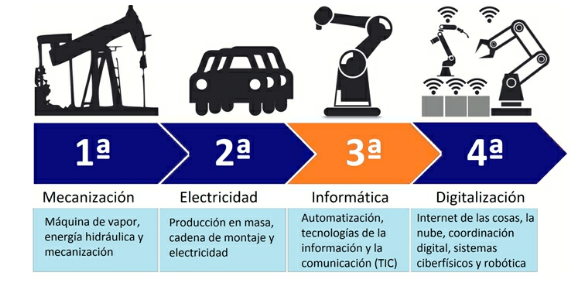 1ª
2ª
3ª
4ª
Mecanización
Electricidad
Informática
Digitalización
Máquina de vapor,
energía hidráulica y
mecanización
Producción en masa,
cadena de montaje y
electricidad
Automatización,
tecnologías de la
información y la
comunicación (TIC)
Internet de las cosas, la
nube, coordinación
digital, sistemas
ciberfísicos y robótica